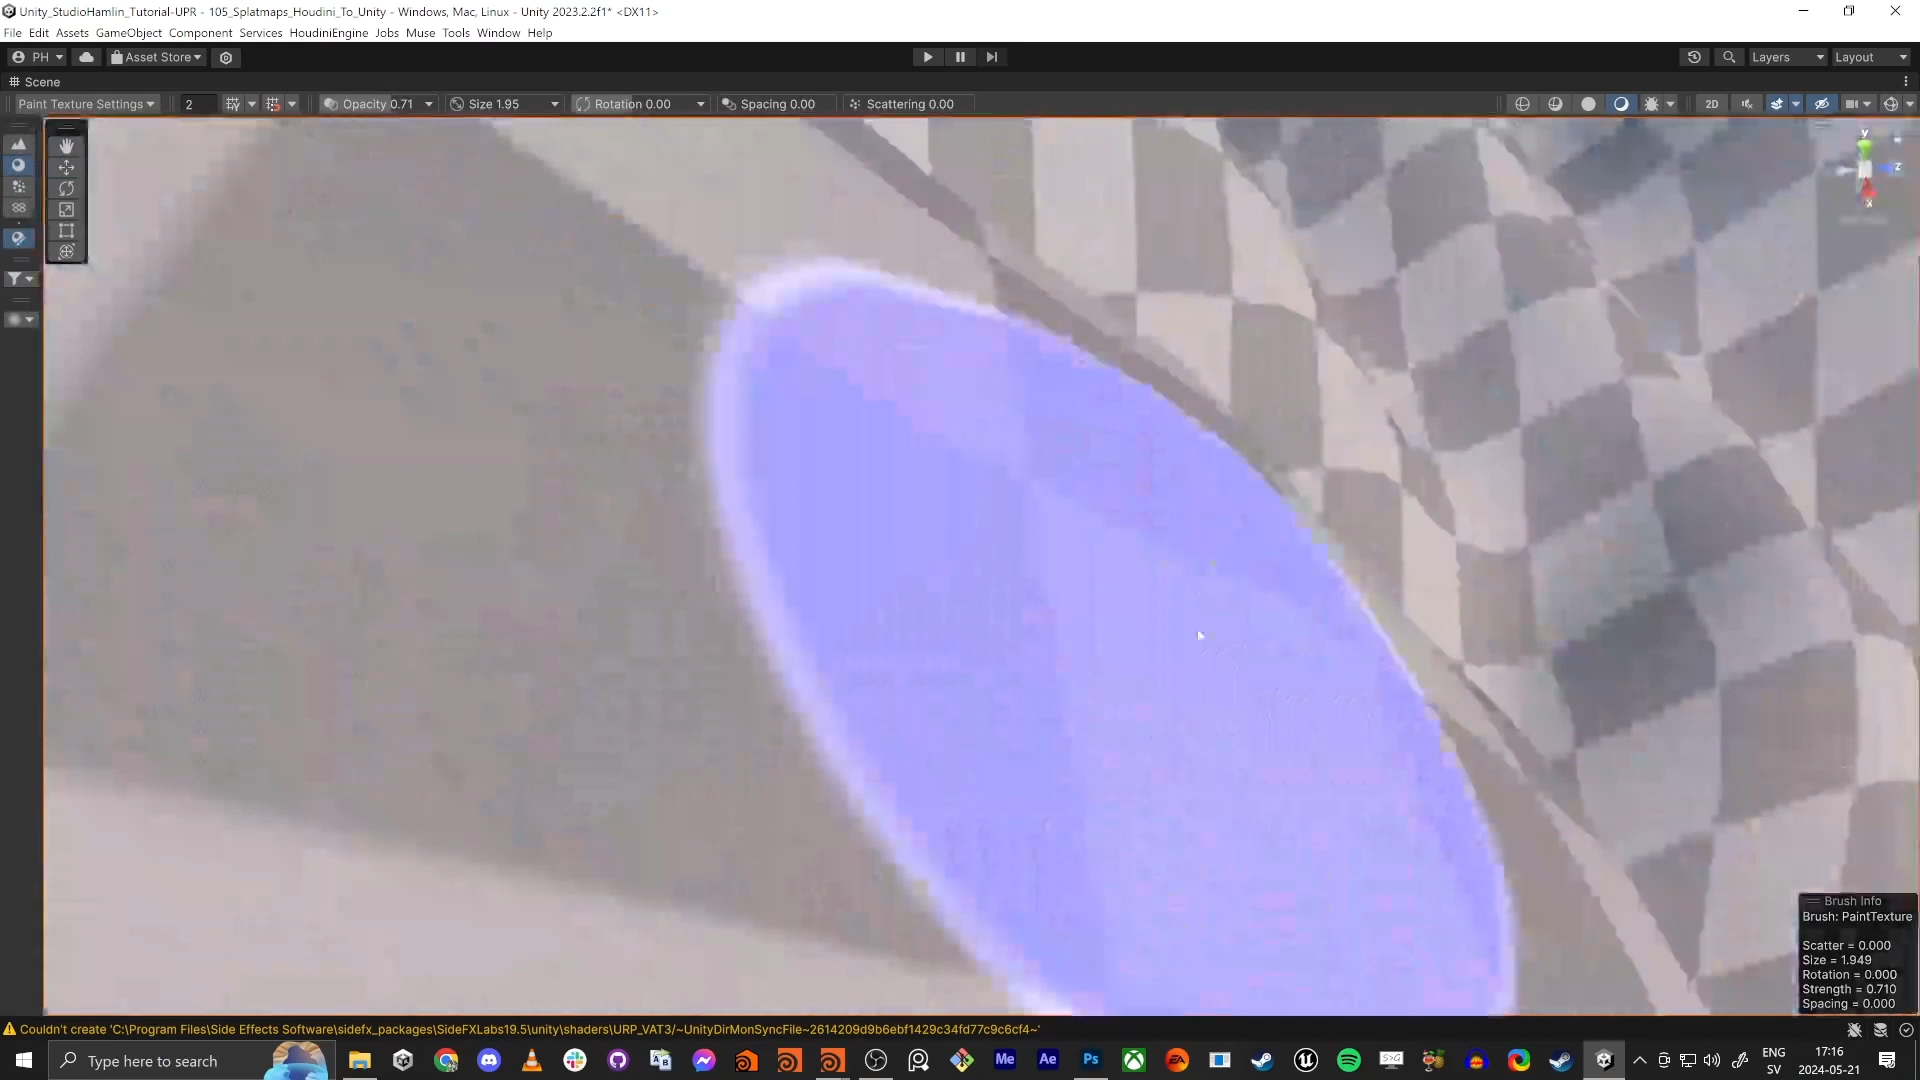 Unity_StudioHamlin_Tutorial-UPR - 105_Splatmaps_Houdini_To_Unity - Windows, Mac, Linux - Unity 2023.2.2f1* <DX11>
File Edit Assets GameObject Component Services HoudiniEngine Jobs Muse Tools Window Help
PH Asset Store Layers Layout
Scene
Paint Texture Settings 2 Opacity 0.71 Size 1.95 Rotation 0.00 Spacing 0.00 Scattering 0.00 2D
y
z
x
Brush Info
Brush: PaintTexture
Scatter = 0.000
Size = 1.949
Rotation = 0.000
Strength = 0.710
Spacing = 0.000
Couldn't create 'C:\Program Files\Side Effects Software\sidefx_packages\SideFXLabs19.5\unity\shaders\URP_VAT3/~UnityDirMonSyncFile~2614209d9b6ebf1429c34fd77c9c6cf4~'
Type here to search Me Ae Ps EA S>G ENG 17:16
SV 2024-05-21